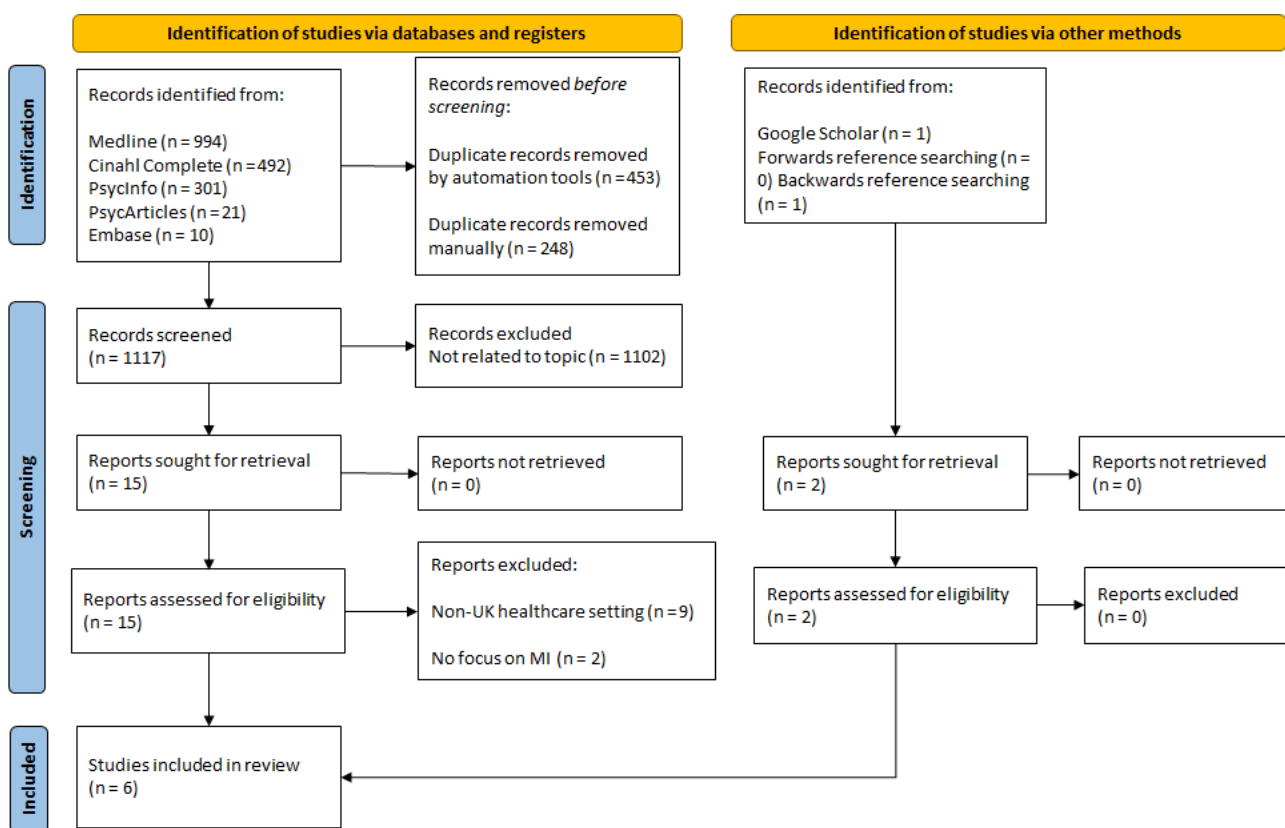 Identification of studies via databases and registers
Identification of studies via other methods
Identification
Records identified from:
Medline (n = 994)
Cinahl Complete (n = 492)
PsycInfo (n = 301)
PsycArticles (n = 21)
Embase (n = 10)
Records removed before
screening:
Duplicate records removed
by automation tools (n = 453)
Duplicate records removed
manually (n = 248)
Records identified from:
Google Scholar (n = 1)
Forwards reference searching (n =
0) Backwards reference searching
(n = 1)
Screening
Records screened
(n = 1117)
Records excluded
Not related to topic (n = 1102)
Reports sought for retrieval
(n = 15)
Reports not retrieved
(n = 0)
Reports sought for retrieval
(n = 2)
Reports not retrieved
(n = 0)
Reports assessed for eligibility
(n = 15)
Reports excluded:
Non-UK healthcare setting (n = 9)
No focus on MI (n = 2)
Reports assessed for eligibility
(n = 2)
Reports excluded
(n = 0)
Included
Studies included in review
(n = 6)